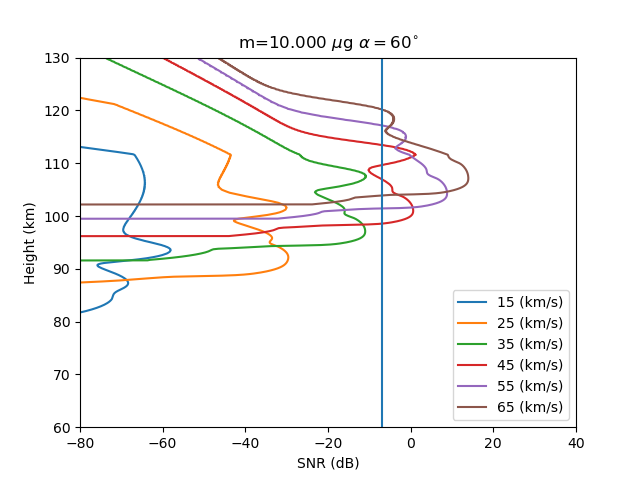 m=10.000 μg α = 60°
130
120
110
100
90
80
70
60
Height (km)
15 (km/s)
25 (km/s)
35 (km/s)
45 (km/s)
55 (km/s)
65 (km/s)
−80 −60 −40 −20 0 20 40
SNR (dB)